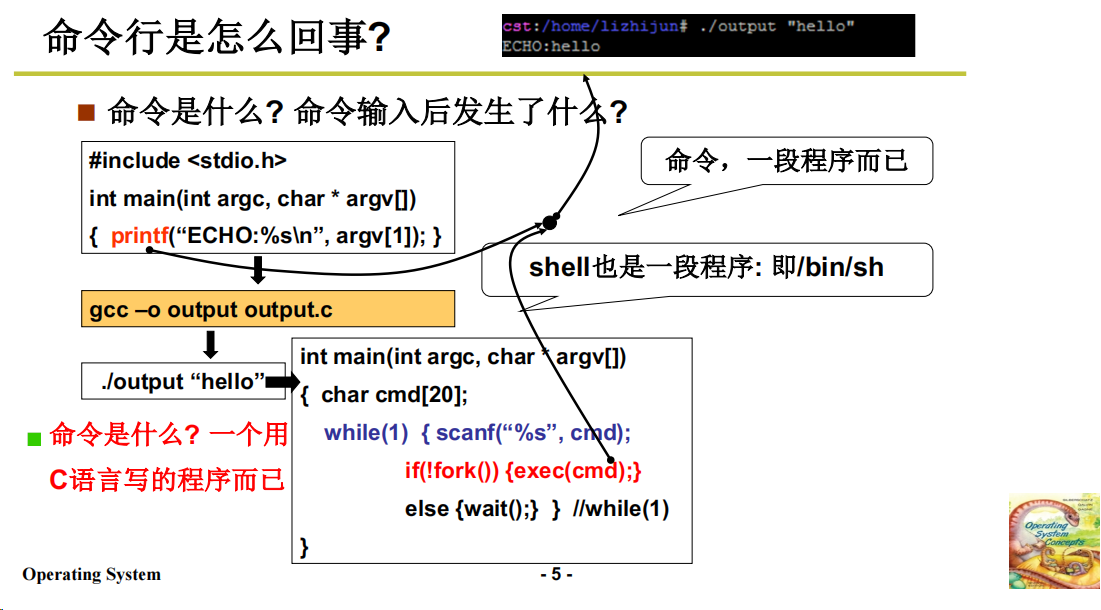 命令行是怎么回事?
cst:/home/lizhijun# ./output "hello"
ECHO:hello
命令是什么? 命令输入后发生了什么?
#include <stdio.h>
int main(int argc, char * argv[])
{ printf(“ECHO:%s\n”, argv[1]); }
命令，一段程序而已
shell也是一段程序: 即/bin/sh
gcc –o output output.c
./output “hello”
int main(int argc, char * argv[])
{ char cmd[20];
while(1) { scanf(“%s”, cmd);
if(!fork()) {exec(cmd);}
else {wait();} } //while(1)
}
命令是什么? 一个用
C语言写的程序而已
Operating System
- 5 -
Operating
System
Concepts